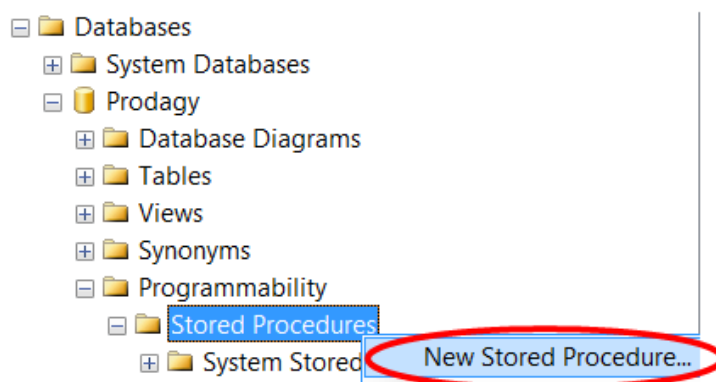 Databases
System Databases
Prodagy
Database Diagrams
Tables
Views
Synonyms
Programmability
Stored Procedures
System Stored
New Stored Procedure...